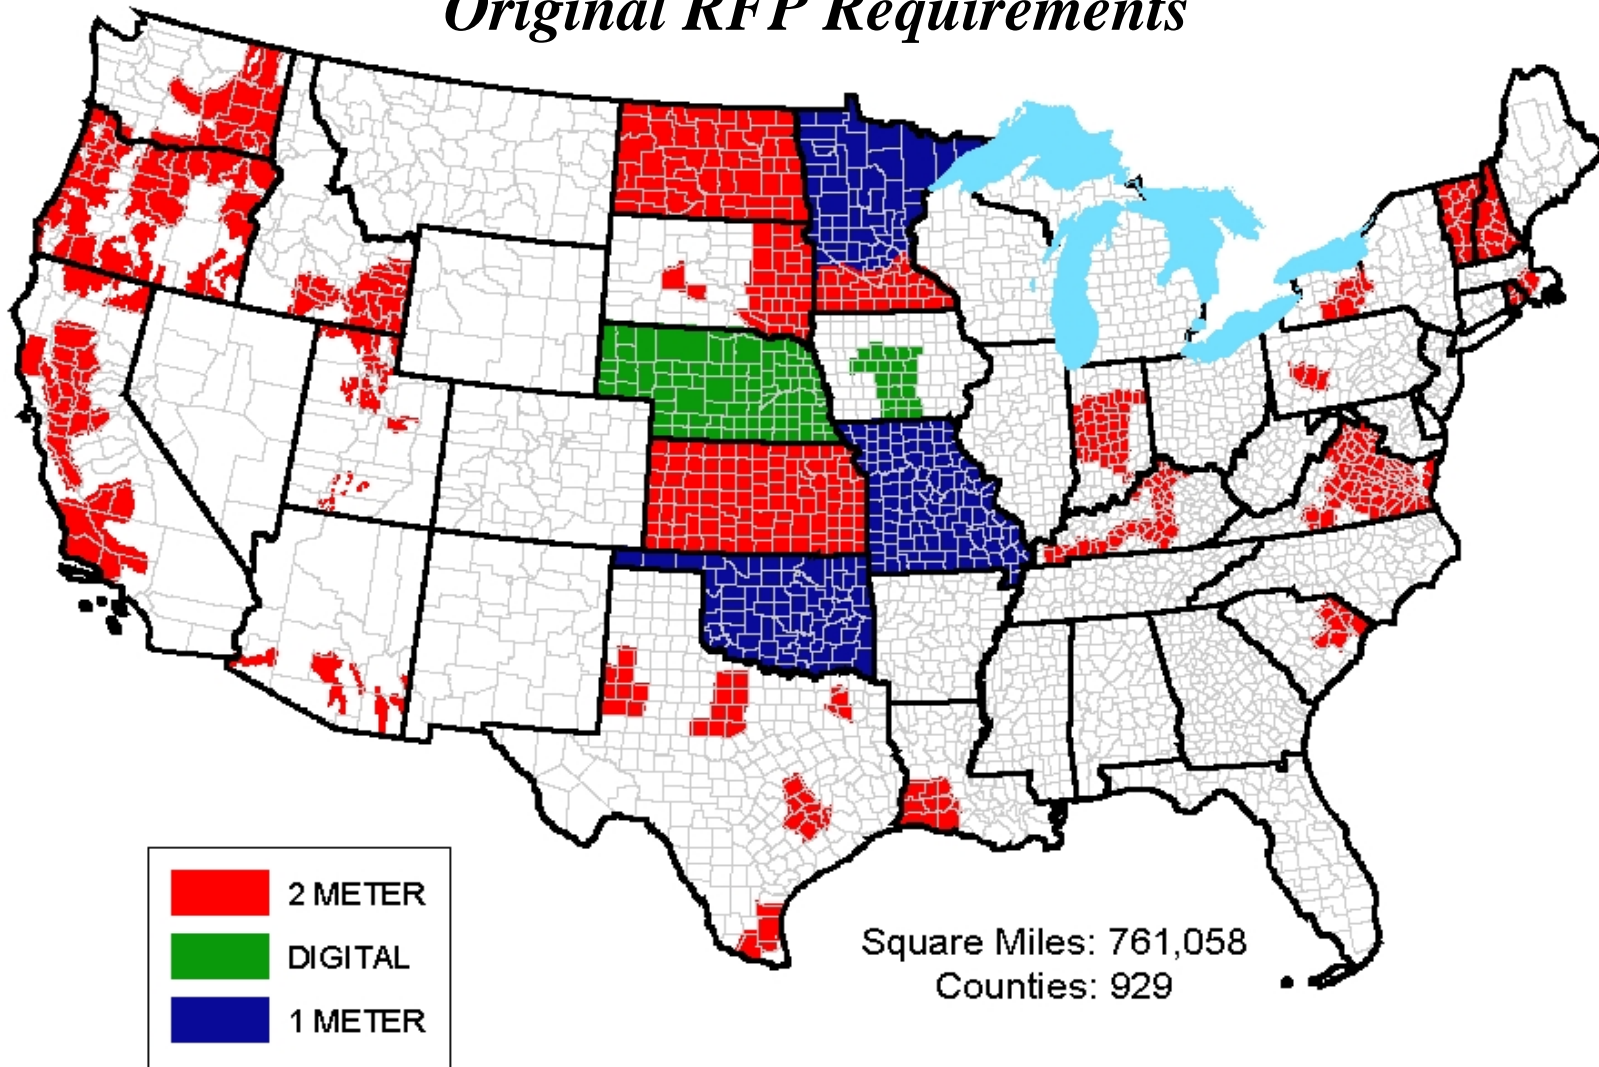 Original RFP Requirements
2 METER
DIGITAL
1 METER
Square Miles: 761,058
Counties: 929